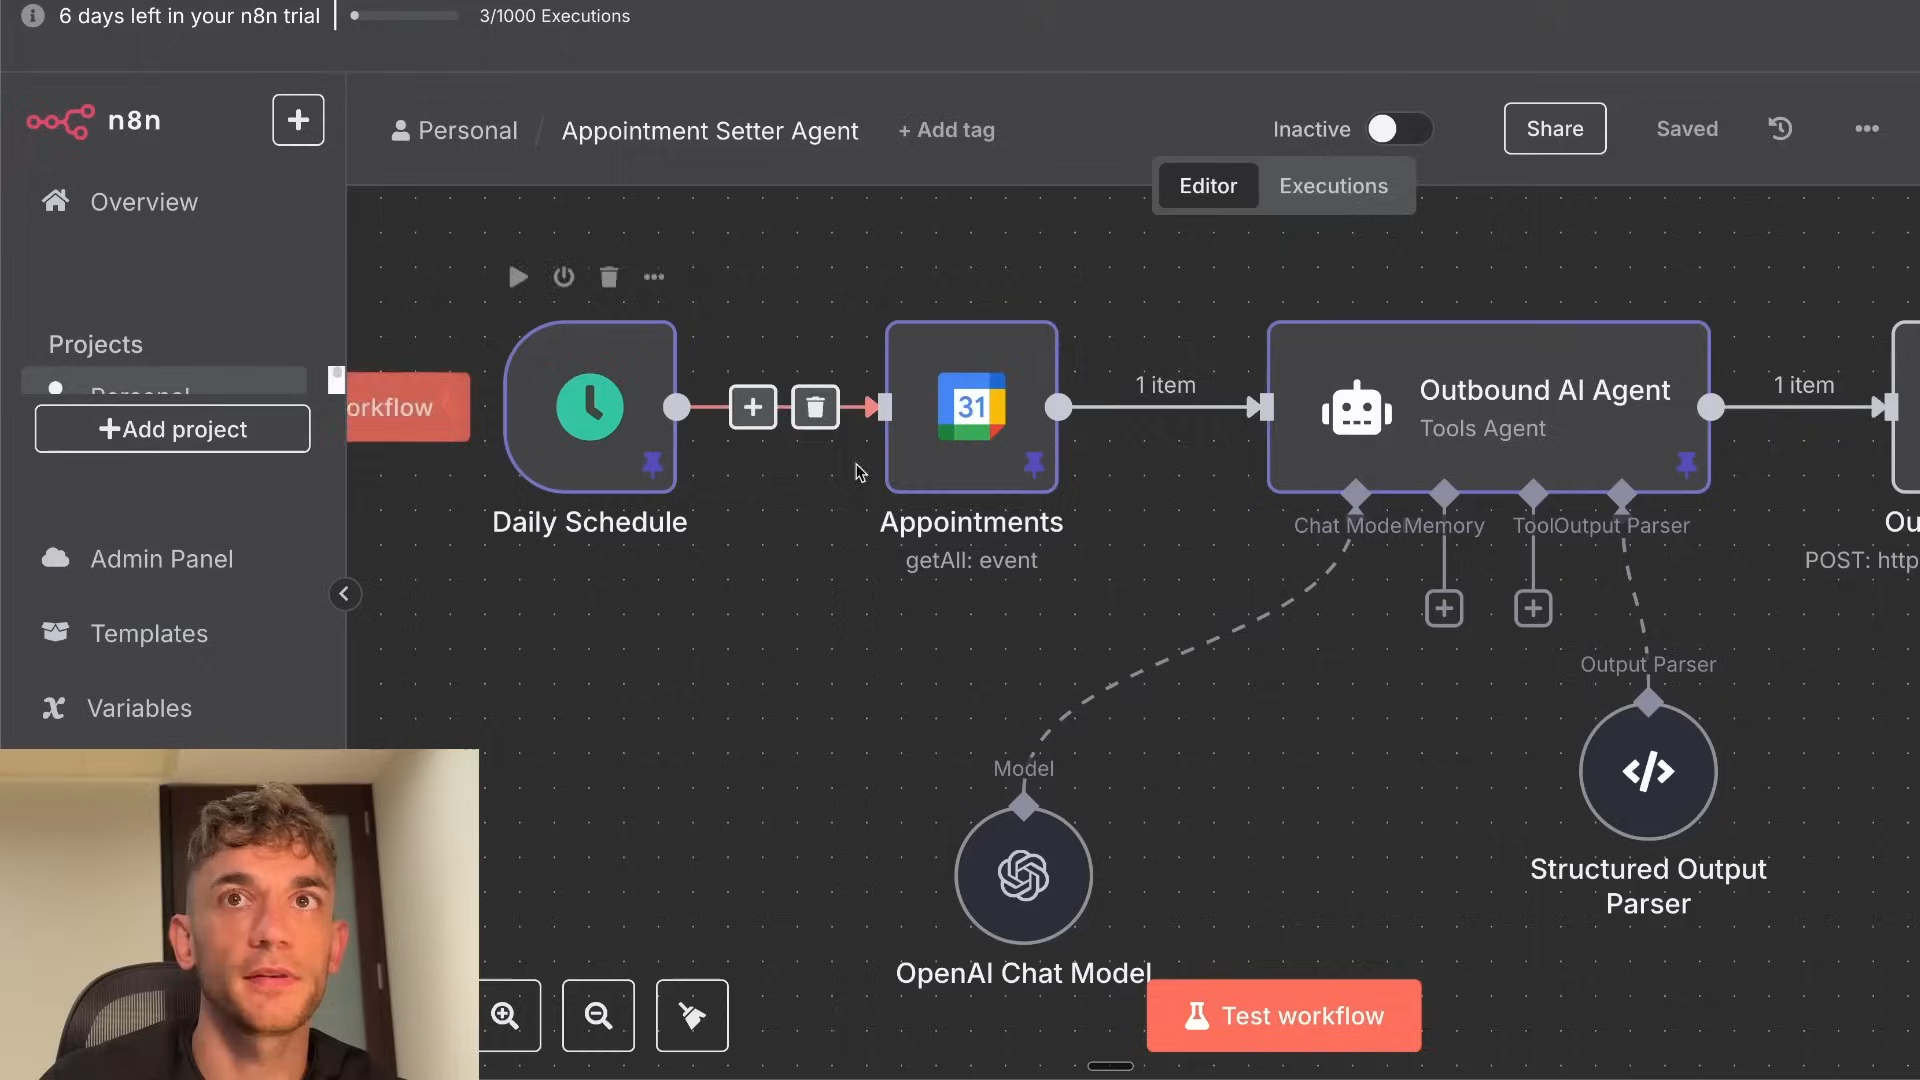 6 days left in your n8n trial
3/1000 Executions
n8n
Personal / Appointment Setter Agent
+ Add tag
Inactive
Share
Saved
Editor
Executions
Overview
Projects
Personal
Add project
Admin Panel
Templates
Variables
orkflow
Daily Schedule
31
Appointments
getAll: event
1 item
Outbound AI Agent
Tools Agent
1 item
Chat Mode
Memory
Tool
Output Parser
Ou
POST: http
Output Parser
Model
Structured Output
Parser
OpenAI Chat Model
Test workflow